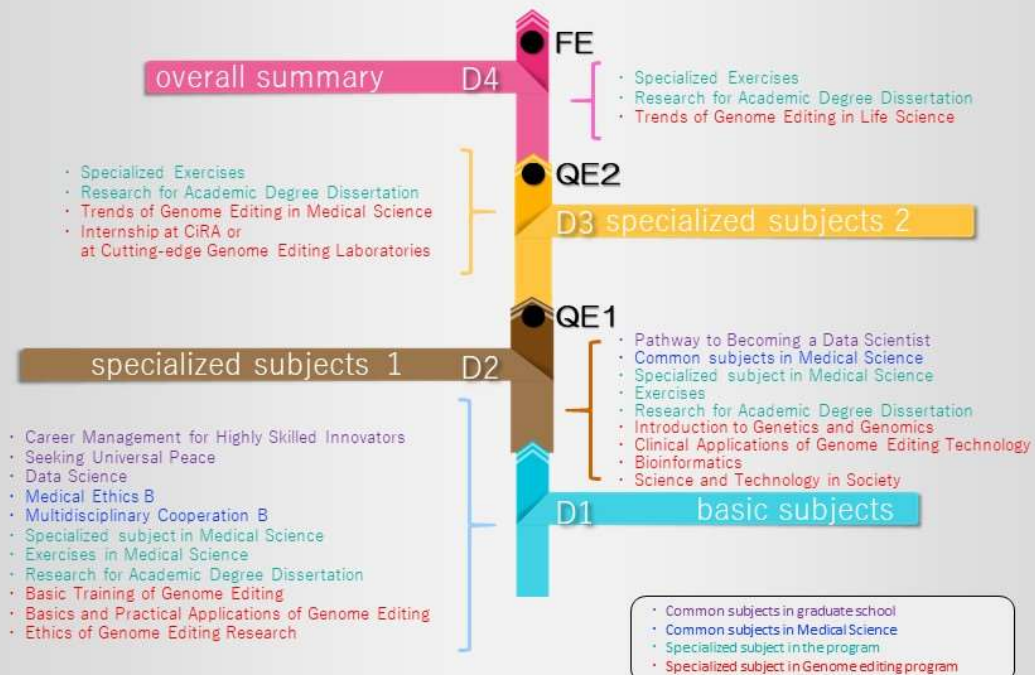 FE
overall summary D4
· Specialized Exercises
· Research for Academic Degree Dissertation
· Trends of Genome Editing in Life Science
QE2
· Specialized Exercises
· Research for Academic Degree Dissertation
· Trends of Genome Editing in Medical Science
· Internship at CiRA or
at Cutting-edge Genome Editing Laboratories
D3 specialized subjects 2
QE1
specialized subjects 1 D2
· Pathway to Becoming a Data Scientist
· Common subjects in Medical Science
· Specialized subject in Medical Science
· Exercises
· Research for Academic Degree Dissertation
· Introduction to Genetics and Genomics
· Clinical Applications of Genome Editing Technology
· Bioinformatics
· Science and Technology in Society
· Career Management for Highly Skilled Innovators
· Seeking Universal Peace
· Data Science
· Medical Ethics B
· Multidisciplinary Cooperation B
· Specialized subject in Medical Science
· Exercises in Medical Science
· Research for Academic Degree Dissertation
· Basic Training of Genome Editing
· Basics and Practical Applications of Genome Editing
· Ethics of Genome Editing Research
D1 basic subjects
· Common subjects in graduate school
· Common subjects in Medical Science
· Specialized subject in the program
· Specialized subject in Genome editing program